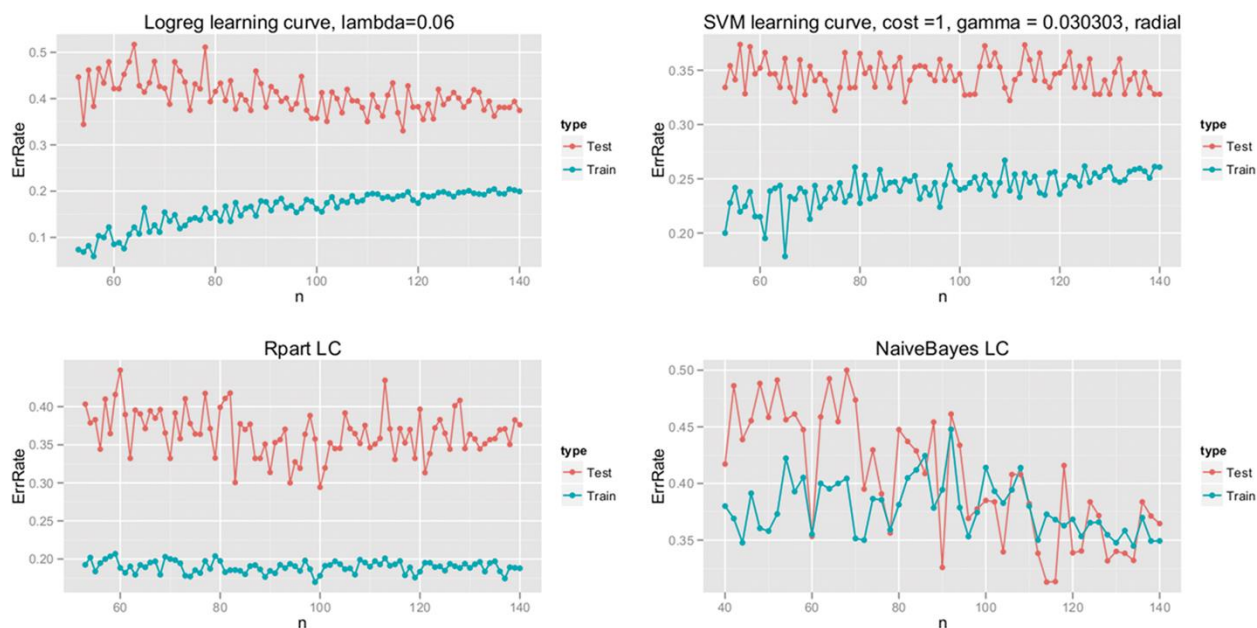 Logreg learning curve, lambda=0.06
0.5
0.4
0.3
0.2
0.1
ErrRate
60
80
100
120
140
n
type
Test
Train
SVM learning curve, cost =1, gamma = 0.030303, radial
0.35
0.30
0.25
0.20
ErrRate
60
80
100
120
140
n
type
Test
Train
Rpart LC
0.40
0.35
0.30
0.25
0.20
ErrRate
60
80
100
120
140
n
type
Test
Train
NaiveBayes LC
0.50
0.45
0.40
0.35
ErrRate
40
60
80
100
120
140
n
type
Test
Train